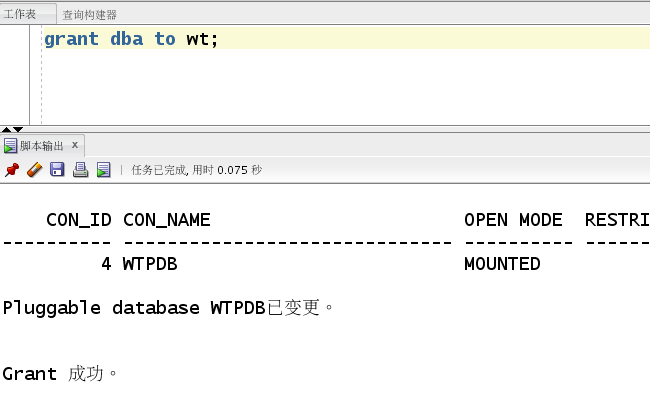 工作表 查询构建器
grant dba to wt;
脚本输出 x
任务已完成, 用时 0.075 秒
CON_ID CON_NAME OPEN MODE RESTRI
---------- ------------------------------ ---------- ------
4 WTPDB MOUNTED
Pluggable database WTPDB已变更。
Grant 成功。